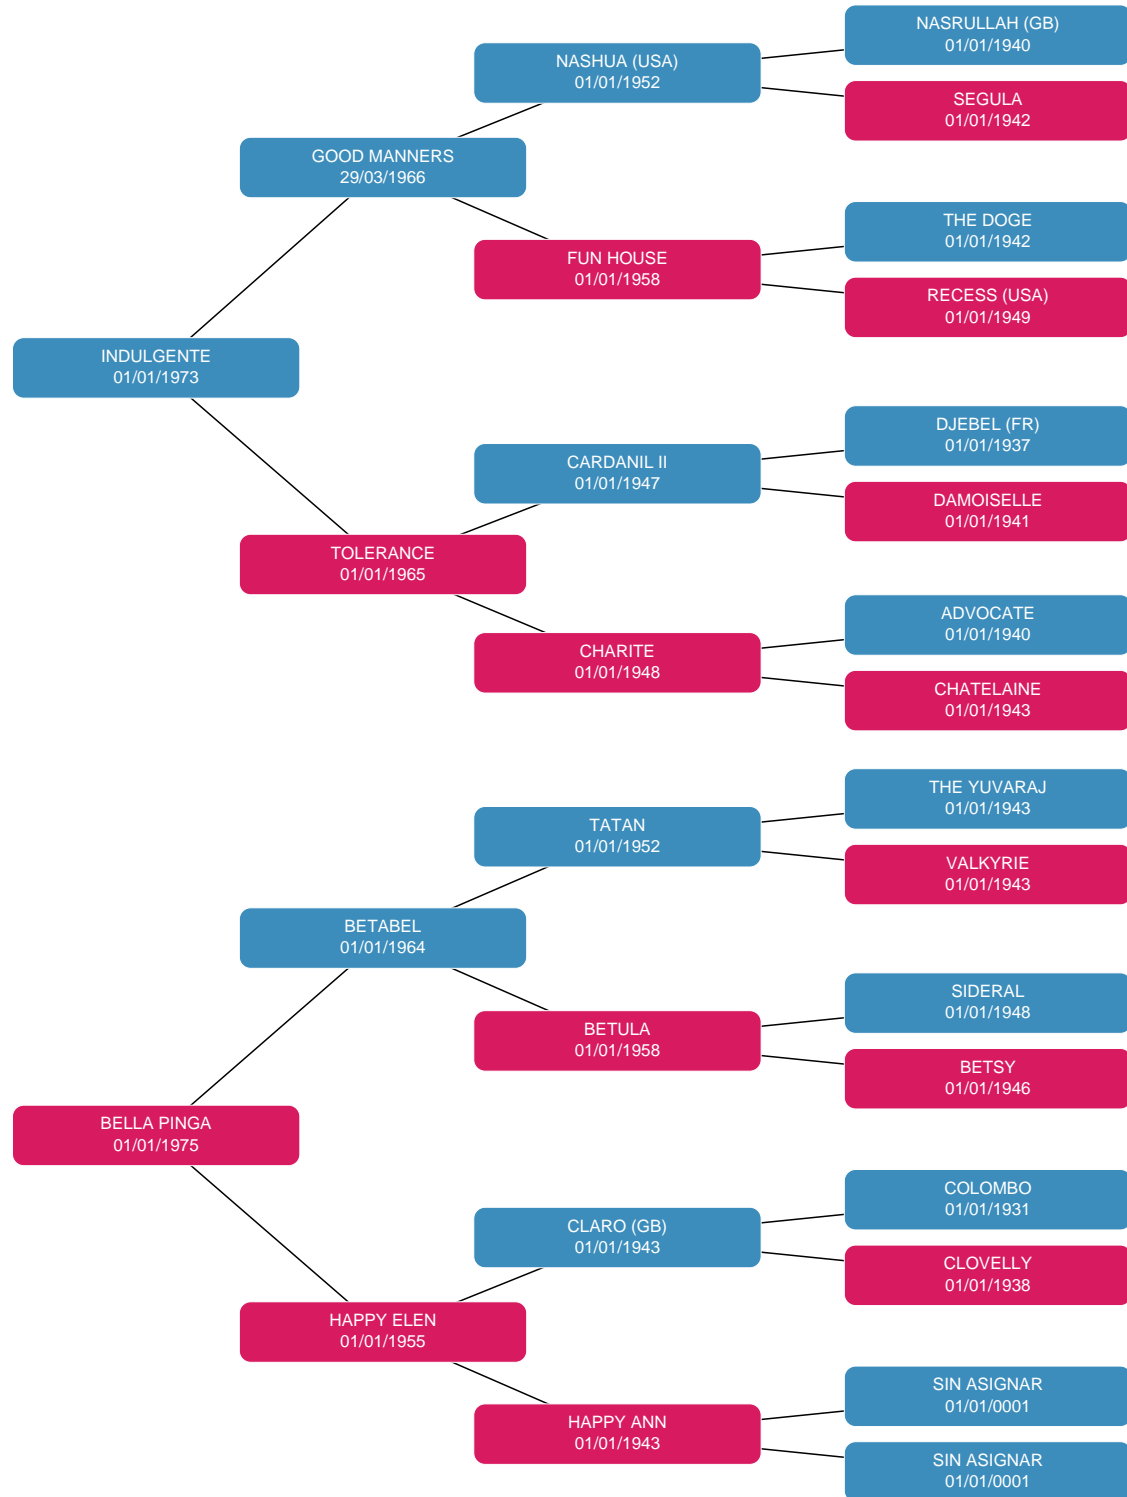 NASRULLAH (GB)
01/01/1940
NASHUA (USA)
01/01/1952
SEGULA
01/01/1942
GOOD MANNERS
29/03/1966
THE DOGE
01/01/1942
FUN HOUSE
01/01/1958
RECESS (USA)
01/01/1949
INDULGENTE
01/01/1973
DJEBEL (FR)
01/01/1937
CARDANIL II
01/01/1947
DAMOISELLE
01/01/1941
TOLERANCE
01/01/1965
ADVOCATE
01/01/1940
CHARITE
01/01/1948
CHATELAINE
01/01/1943
THE YUVARAJ
01/01/1943
TATAN
01/01/1952
VALKYRIE
01/01/1943
BETABEL
01/01/1964
SIDERAL
01/01/1948
BETULA
01/01/1958
BETSY
01/01/1946
BELLA PINGA
01/01/1975
COLOMBO
01/01/1931
CLARO (GB)
01/01/1943
CLOVELLY
01/01/1938
HAPPY ELEN
01/01/1955
SIN ASIGNAR
01/01/0001
HAPPY ANN
01/01/1943
SIN ASIGNAR
01/01/0001